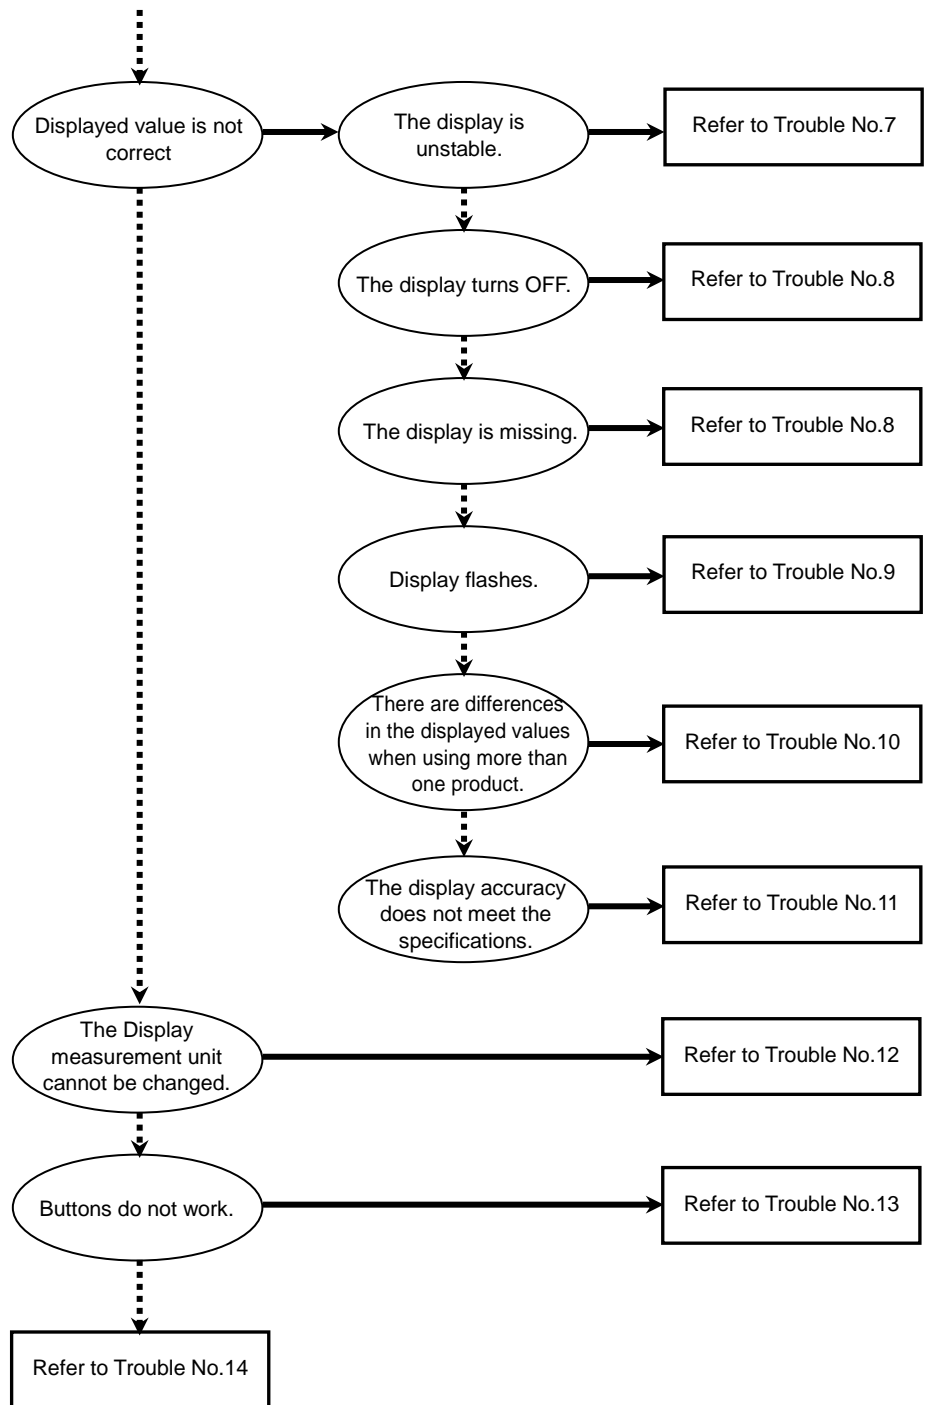 Displayed value is not
correct
The display is
unstable.
Refer to Trouble No.7
The display turns OFF.
Refer to Trouble No.8
The display is missing.
Refer to Trouble No.8
Display flashes.
Refer to Trouble No.9
There are differences
in the displayed values
when using more than
one product.
Refer to Trouble No.10
The display accuracy
does not meet the
specifications.
Refer to Trouble No.11
The Display
measurement unit
cannot be changed.
Refer to Trouble No.12
Buttons do not work.
Refer to Trouble No.13
Refer to Trouble No.14